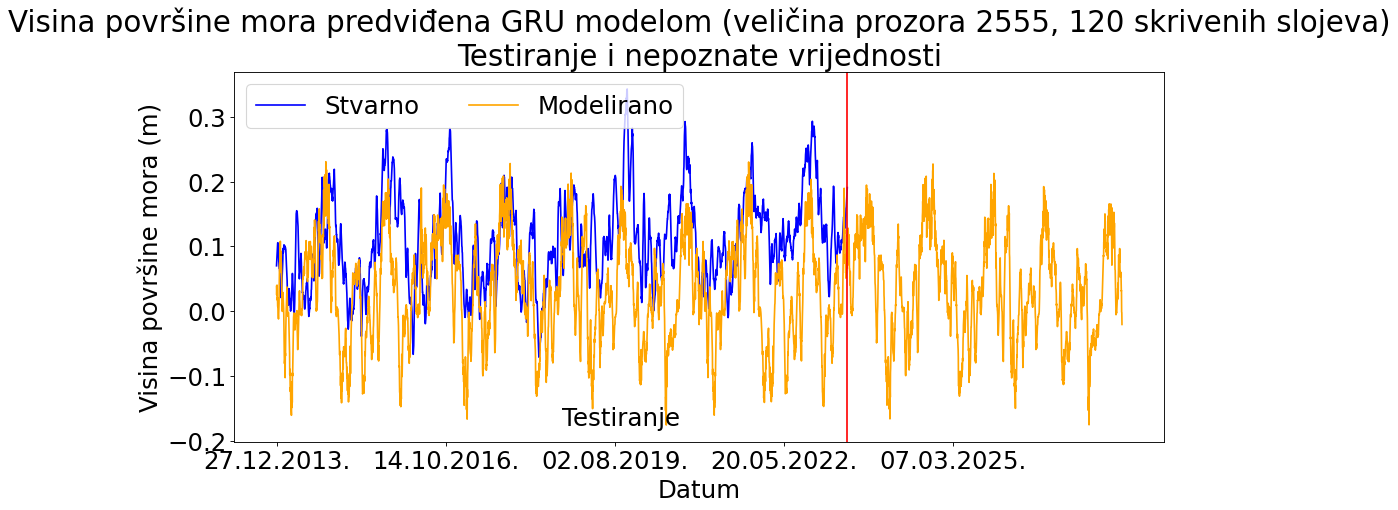 Visina površine mora predviđena GRU modelom (veličina prozora 2555, 120 skrivenih slojeva)
Testiranje i nepoznate vrijednosti
Stvarno
Modelirano
Visina površine mora (m)
0.3
0.2
0.1
0.0
−0.1
−0.2
Testiranje
27.12.2013.
14.10.2016.
02.08.2019.
20.05.2022.
07.03.2025.
Datum